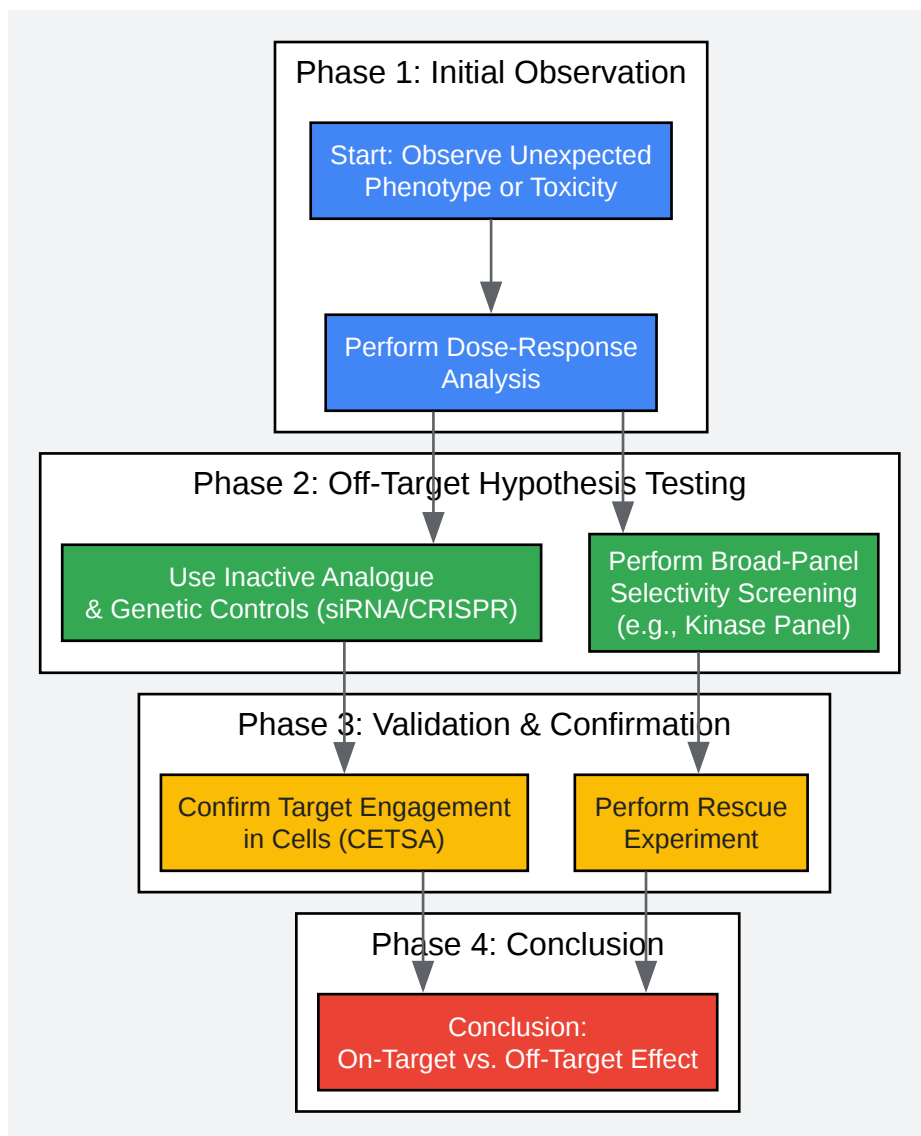 Phase 1: Initial Observation
Start: Observe Unexpected
Phenotype or Toxicity
Perform Dose-Response
Analysis
Phase 2: Off-Target Hypothesis Testing
Use Inactive Analogue
& Genetic Controls (siRNA/CRISPR)
Perform Broad-Panel
Selectivity Screening
(e.g., Kinase Panel)
Phase 3: Validation & Confirmation
Confirm Target Engagement
in Cells (CETSA)
Perform Rescue
Experiment
Phase 4: Conclusion
Conclusion:
On-Target vs. Off-Target Effect